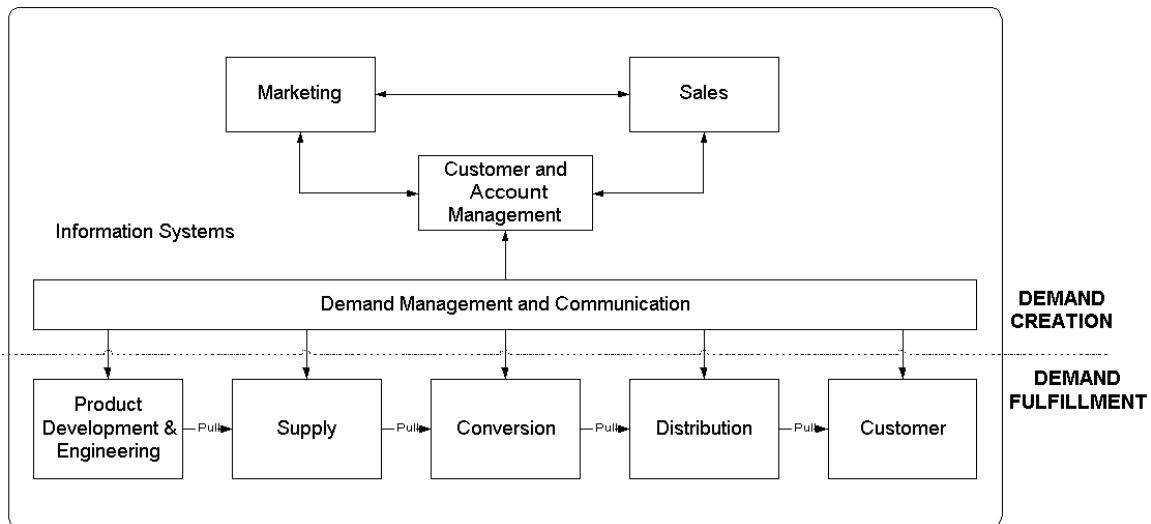 Marketing
Sales
Customer and
Account
Management
Information Systems
Demand Management and Communication
DEMAND
CREATION
DEMAND
FULFILLMENT
Product
Development &
Engineering
Pull
Supply
Pull
Conversion
Pull
Distribution
Pull
Customer